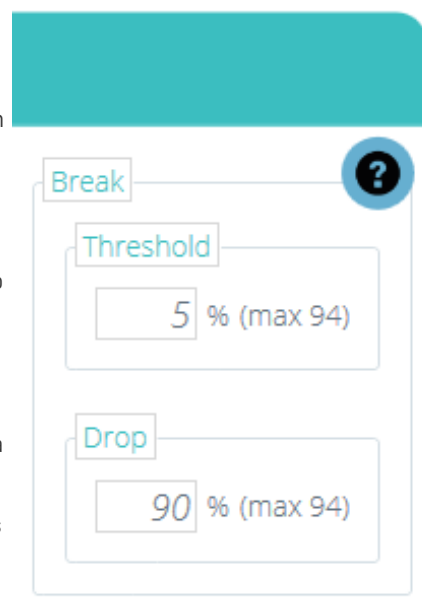 ?
Break
Threshold
5 % (max 94)
Drop
90 % (max 94)